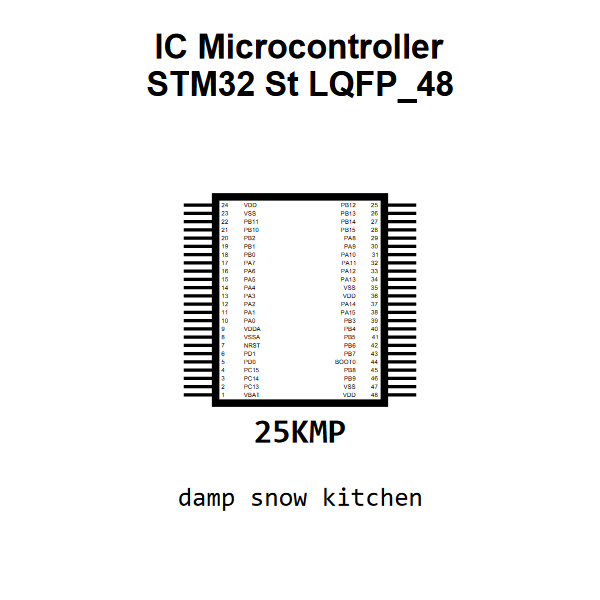 IC Microcontroller
STM32 St LQFP_48
24 VDD PB12 25
23 VSS PB13 26
22 PB11 PB14 27
21 PB10 PB15 28
20 PB2 PA8 29
19 PB1 PA9 30
18 PB0 PA10 31
17 PA7 PA11 32
16 PA6 PA12 33
15 PA5 PA13 34
14 PA4 VSS 35
13 PA3 VDD 36
12 PA2 PA14 37
11 PA1 PA15 38
10 PA0 PB3 39
9 VDDA PB4 40
8 VSSA PB5 41
7 NRST PB6 42
6 PD1 PB7 43
5 PD0 BOOT0 44
4 PC15 PB8 45
3 PC14 PB9 46
2 PC13 VSS 47
1 VBAT VDD 48
25KMP
damp snow kitchen